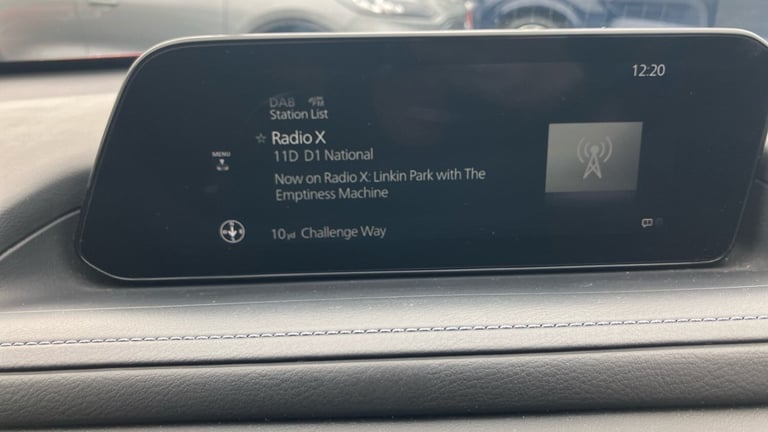 12:20
DAB FM
Station List
☆ Radio X
MENU
11D D1 National
Now on Radio X: Linkin Park with The
Emptiness Machine
10yd Challenge Way